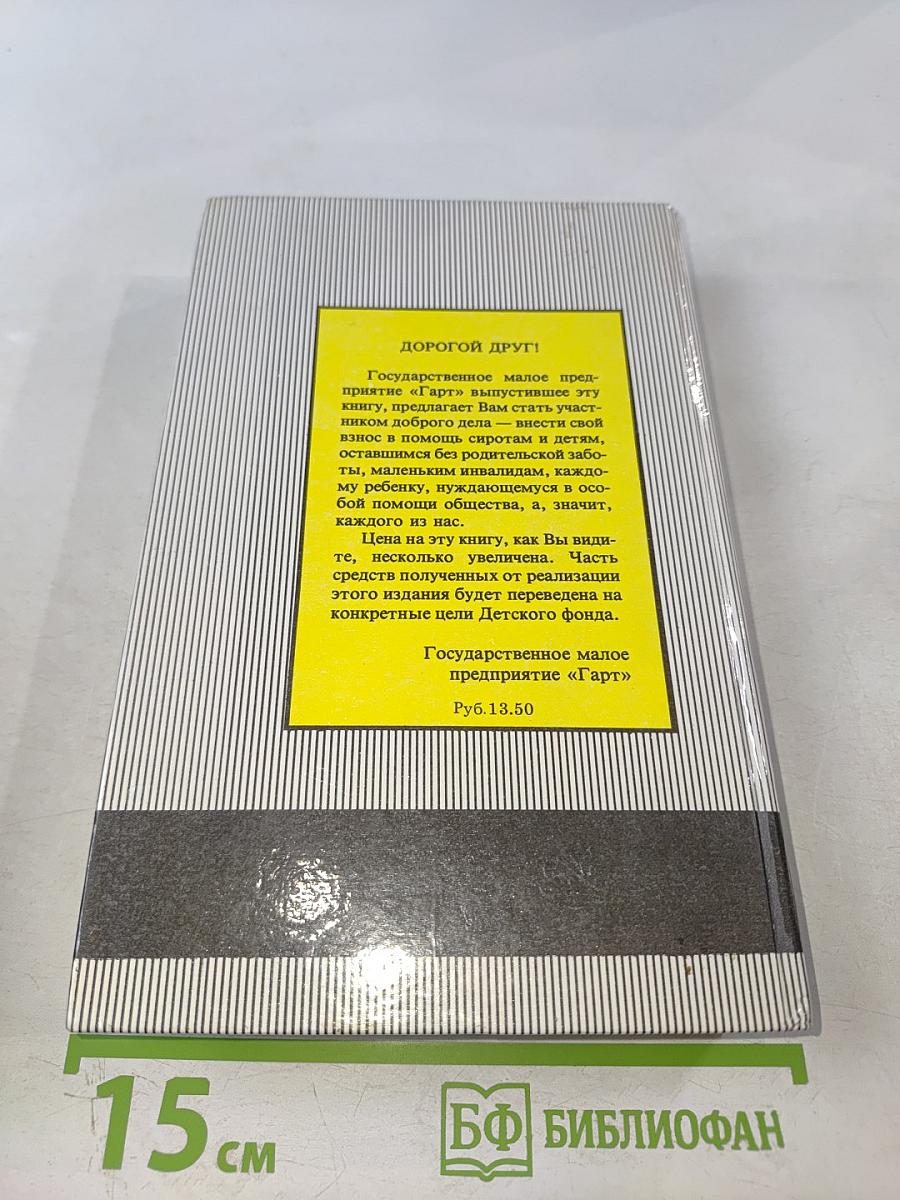 ДОРОГОЙ ДРУГ!
Государственное малое пред-
приятие «Гарт» выпустившее эту
книгу, предлагает Вам стать участ-
ником доброго дела — внести свой
взнос в помощь сиротам и детям,
оставшимся без родительской забо-
ты, маленьким инвалидам, каждо-
му ребенку, нуждающемуся в осо-
бой помощи общества, а, значит,
каждого из нас.
Цена на эту книгу, как Вы види-
те, несколько увеличена. Часть
средств полученных от реализации
этого издания будет переведена на
конкретные цели Детского фонда.
Государственное малое
предприятие «Гарт»
Руб.13.50
15 см
БФ БИБЛИОФАН